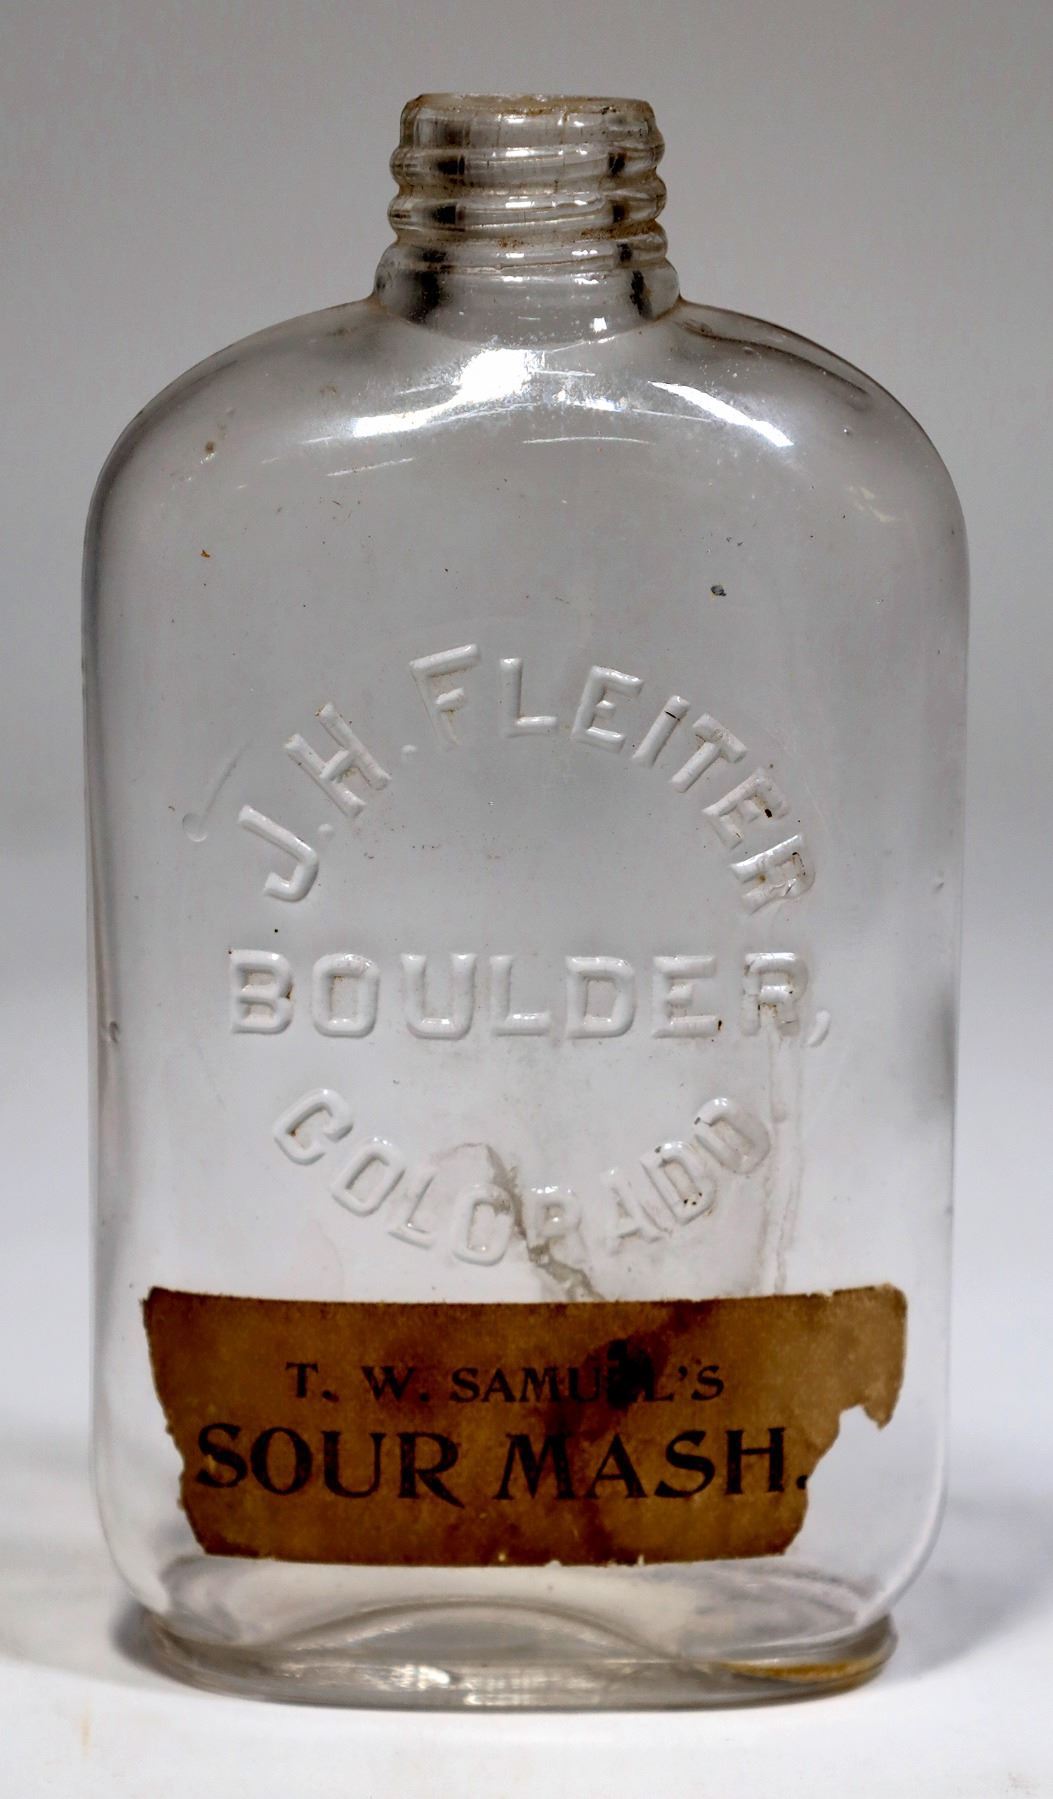 J.H. FLEITER
BOULDER,
COLORADO
T. W. SAMUEL'S
SOUR MASH.